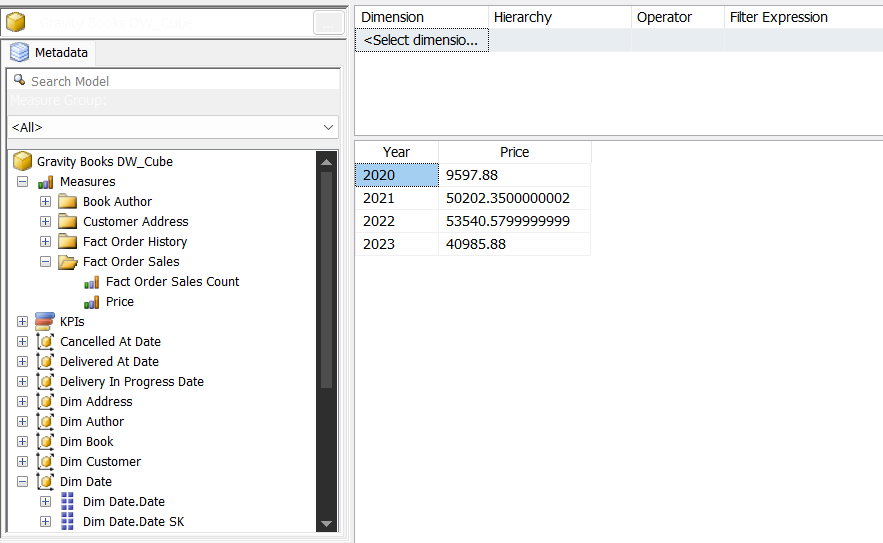 Gravity Books DW_Cube
Metadata
Search Model
Measure Group:
<All>
Gravity Books DW_Cube
Measures
Book Author
Customer Address
Fact Order History
Fact Order Sales
Fact Order Sales Count
Price
KPIs
Cancelled At Date
Delivered At Date
Delivery In Progress Date
Dim Address
Dim Author
Dim Book
Dim Customer
Dim Date
Dim Date.Date
Dim Date.Date SK
Dimension Hierarchy Operator Filter Expression
<Select dimensio...
Year Price
2020 9597.88
2021 50202.3500000002
2022 53540.5799999999
2023 40985.88